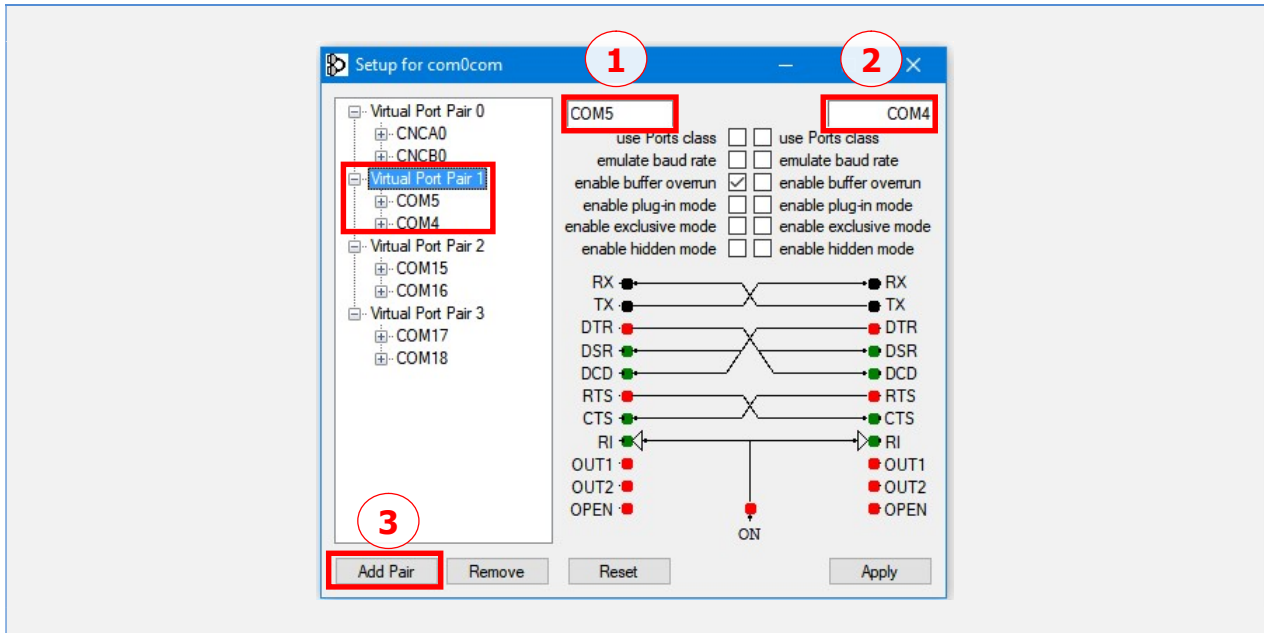 Setup for com0com
1
2
Virtual Port Pair 0
CNCA0
CNCB0
Virtual Port Pair 1
COM5
COM4
Virtual Port Pair 2
COM15
COM16
Virtual Port Pair 3
COM17
COM18
COM5 COM4
use Ports class use Ports class
emulate baud rate emulate baud rate
enable buffer overrun enable buffer overrun
enable plug-in mode enable plug-in mode
enable exclusive mode enable exclusive mode
enable hidden mode enable hidden mode
RX RX
TX TX
DTR DTR
DSR DSR
DCD DCD
RTS RTS
CTS CTS
RI RI
OUT1 OUT1
OUT2 OUT2
OPEN OPEN
ON
3
Add Pair Remove Reset Apply